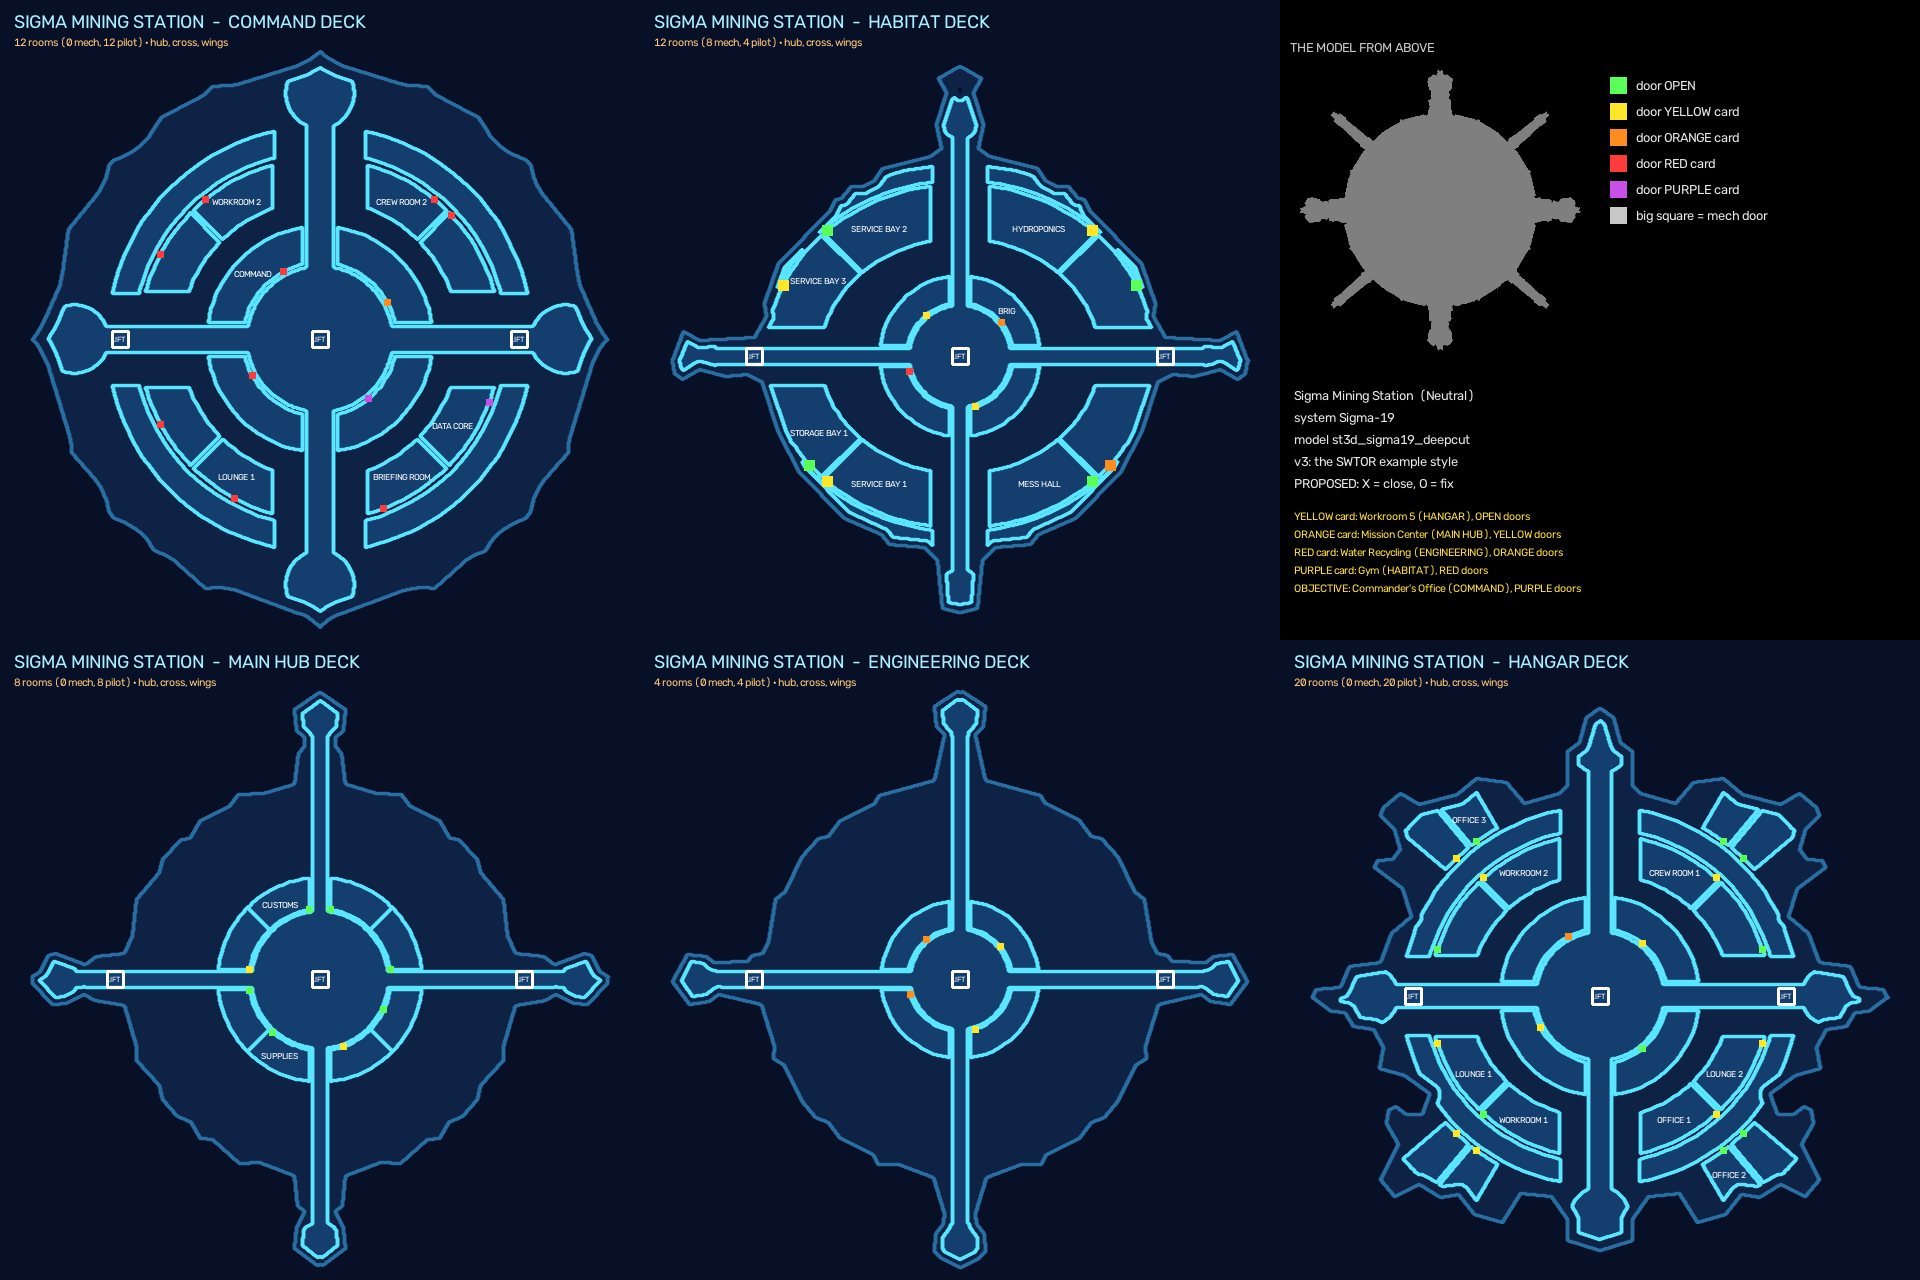 SIGMA MINING STATION - COMMAND DECK
12 rooms (0 mech, 12 pilot) • hub, cross, wings
WORKROOM 2
CREW ROOM 2
COMMAND
LIFT
LIFT
LIFT
DATA CORE
LOUNGE 1
BRIEFING ROOM
SIGMA MINING STATION - HABITAT DECK
12 rooms (8 mech, 4 pilot) • hub, cross, wings
SERVICE BAY 2
HYDROPONICS
SERVICE BAY 3
BRIG
LIFT
LIFT
LIFT
STORAGE BAY 1
SERVICE BAY 1
MESS HALL
THE MODEL FROM ABOVE
door OPEN
door YELLOW card
door ORANGE card
door RED card
door PURPLE card
big square = mech door
Sigma Mining Station (Neutral)
system Sigma-19
model st3d_sigma19_deepcut
v3: the SWTOR example style
PROPOSED: X = close, O = fix
YELLOW card: Workroom 5 (HANGAR), OPEN doors
ORANGE card: Mission Center (MAIN HUB), YELLOW doors
RED card: Water Recycling (ENGINEERING), ORANGE doors
PURPLE card: Gym (HABITAT), RED doors
OBJECTIVE: Commander's Office (COMMAND), PURPLE doors
SIGMA MINING STATION - MAIN HUB DECK
8 rooms (0 mech, 8 pilot) • hub, cross, wings
CUSTOMS
LIFT
LIFT
LIFT
SUPPLIES
SIGMA MINING STATION - ENGINEERING DECK
4 rooms (0 mech, 4 pilot) • hub, cross, wings
LIFT
LIFT
LIFT
SIGMA MINING STATION - HANGAR DECK
20 rooms (0 mech, 20 pilot) • hub, cross, wings
OFFICE 3
WORKROOM 2
CREW ROOM 1
LIFT
LIFT
LIFT
LOUNGE 1
LOUNGE 2
WORKROOM 1
OFFICE 1
OFFICE 2